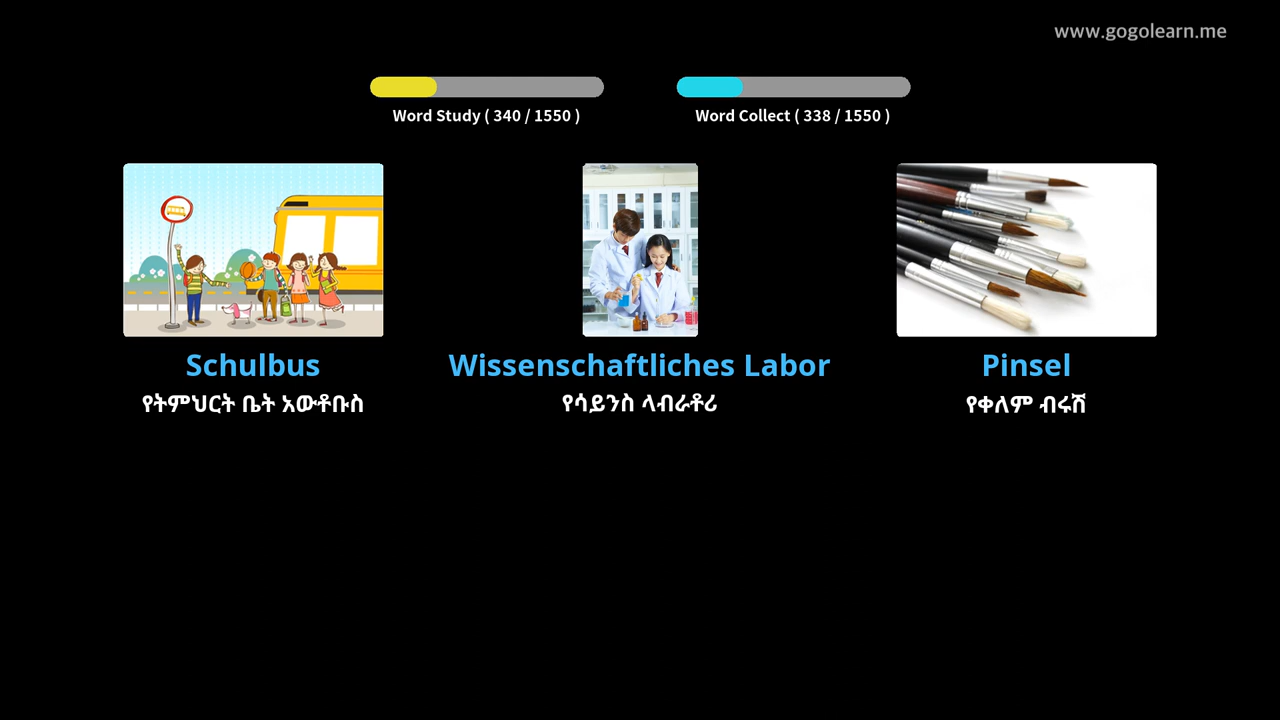 www.gogolearn.me
Word Study ( 340 / 1550 )
Word Collect ( 338 / 1550 )
Schulbus
የትምህርት ቤት አውቶቡስ
Wissenschaftliches Labor
የሳይንስ ላብራቶሪ
Pinsel
የቀለም ብሩሽ